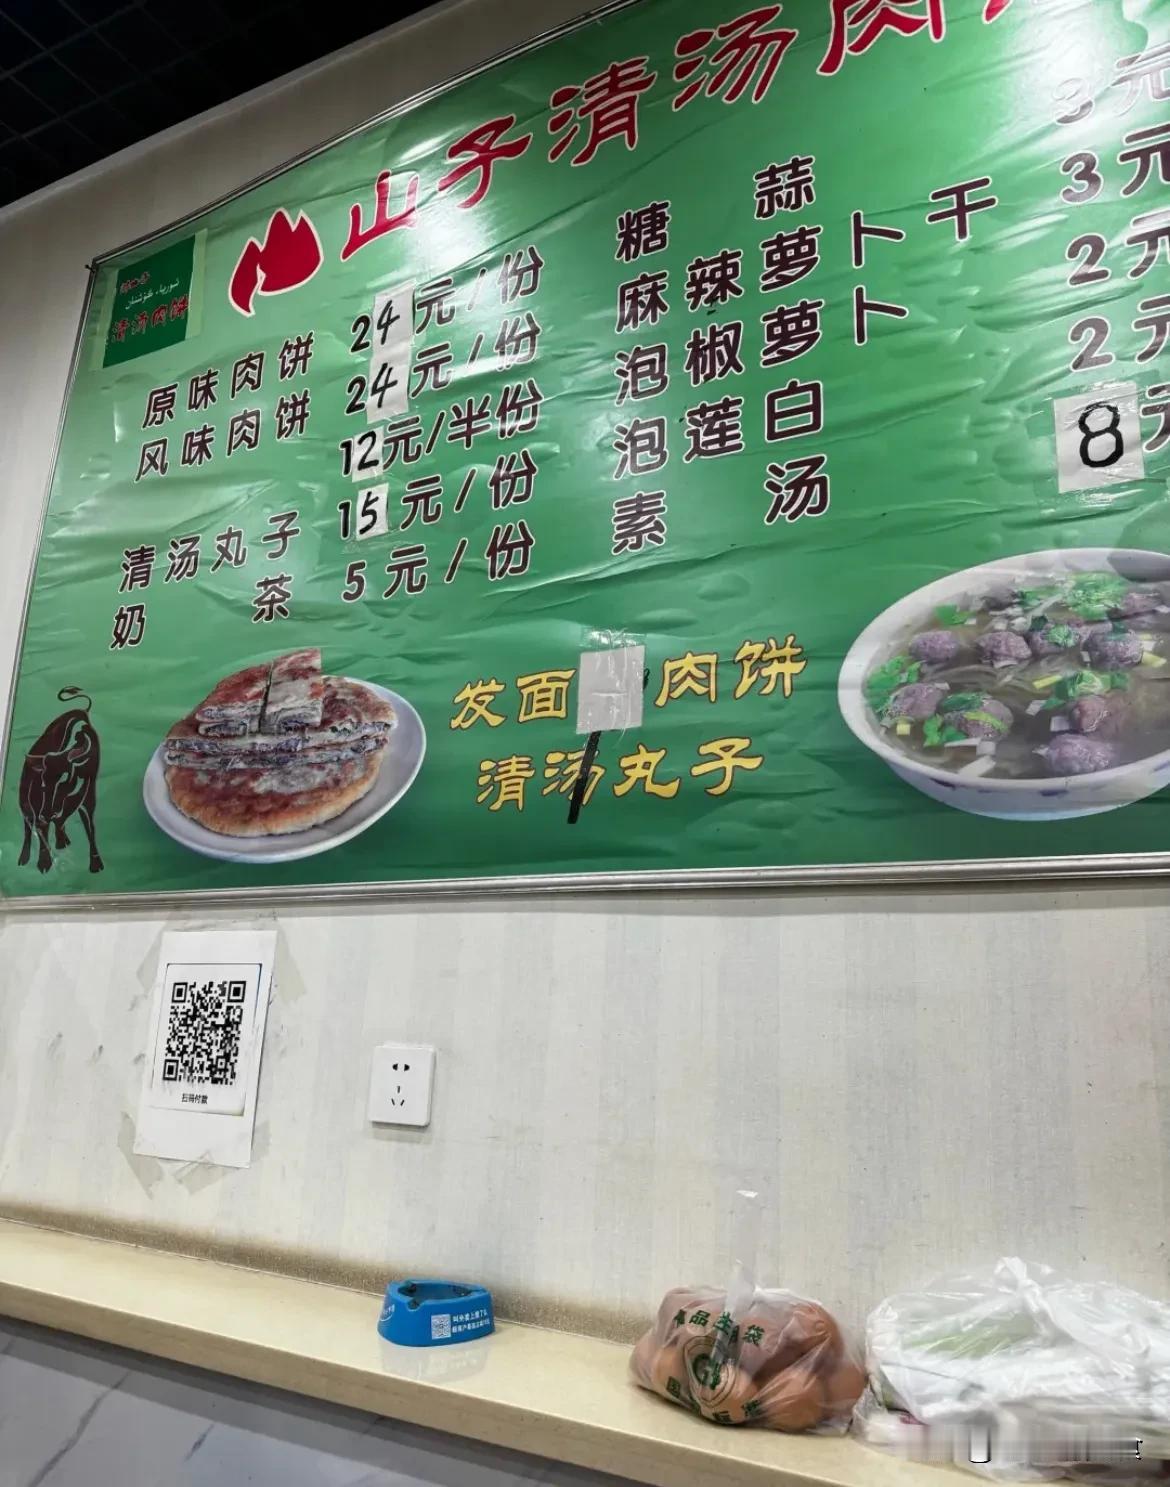 山子清汤肉
清汤肉饼
原味肉饼 24元/份
风味肉饼 24元/份
12元/半份
清汤丸子 15元/份
奶茶 5元/份
糖蒜 3元
麻辣萝卜干 3元
泡椒萝卜 2元
泡莲白 2元
素汤 8元
发面 肉饼
清汤丸子
扫码付款